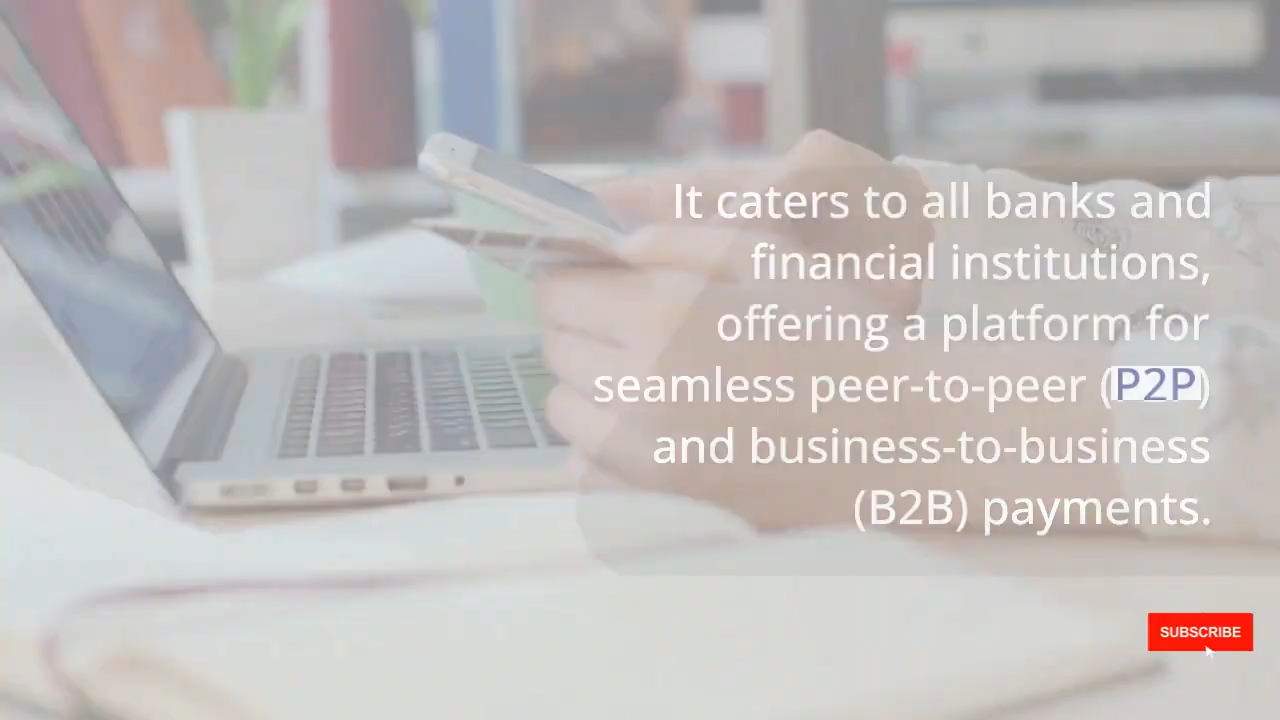 It caters to all banks and
financial institutions,
offering a platform for
seamless peer-to-peer (P2P)
and business-to-business
(B2B) payments.
SUBSCRIBE